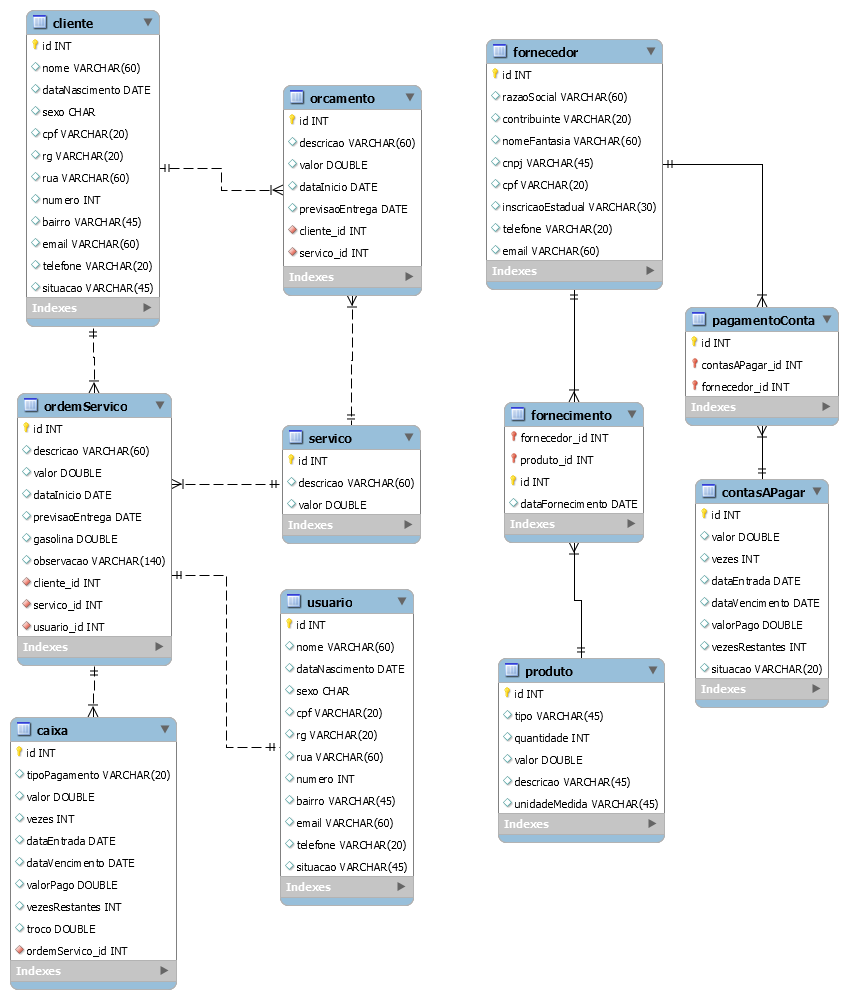 cliente
id INT
nome VARCHAR(60)
dataNascimento DATE
sexo CHAR
cpf VARCHAR(20)
rg VARCHAR(20)
rua VARCHAR(60)
numero INT
bairro VARCHAR(45)
email VARCHAR(60)
telefone VARCHAR(20)
situacao VARCHAR(45)
Indexes
orcamento
id INT
descricao VARCHAR(60)
valor DOUBLE
dataInicio DATE
previsaoEntrega DATE
cliente_id INT
servico_id INT
Indexes
fornecedor
id INT
razaoSocial VARCHAR(60)
contribuinte VARCHAR(20)
nomeFantasia VARCHAR(60)
cnpj VARCHAR(45)
cpf VARCHAR(20)
inscricaoEstadual VARCHAR(30)
telefone VARCHAR(20)
email VARCHAR(60)
Indexes
pagamentoConta
id INT
contasAPagar_id INT
fornecedor_id INT
Indexes
ordemServico
id INT
descricao VARCHAR(60)
valor DOUBLE
dataInicio DATE
previsaoEntrega DATE
gasolina DOUBLE
observacao VARCHAR(140)
cliente_id INT
servico_id INT
usuario_id INT
Indexes
servico
id INT
descricao VARCHAR(60)
valor DOUBLE
Indexes
fornecimento
fornecedor_id INT
produto_id INT
id INT
dataFornecimento DATE
Indexes
contasAPagar
id INT
valor DOUBLE
vezes INT
dataEntrada DATE
dataVencimento DATE
valorPago DOUBLE
vezesRestantes INT
situacao VARCHAR(20)
Indexes
usuario
id INT
nome VARCHAR(60)
dataNascimento DATE
sexo CHAR
cpf VARCHAR(20)
rg VARCHAR(20)
rua VARCHAR(60)
numero INT
bairro VARCHAR(45)
email VARCHAR(60)
telefone VARCHAR(20)
situacao VARCHAR(45)
Indexes
produto
id INT
tipo VARCHAR(45)
quantidade INT
valor DOUBLE
descricao VARCHAR(45)
unidadeMedida VARCHAR(45)
Indexes
caixa
id INT
tipoPagamento VARCHAR(20)
valor DOUBLE
vezes INT
dataEntrada DATE
dataVencimento DATE
valorPago DOUBLE
vezesRestantes INT
troco DOUBLE
ordemServico_id INT
Indexes